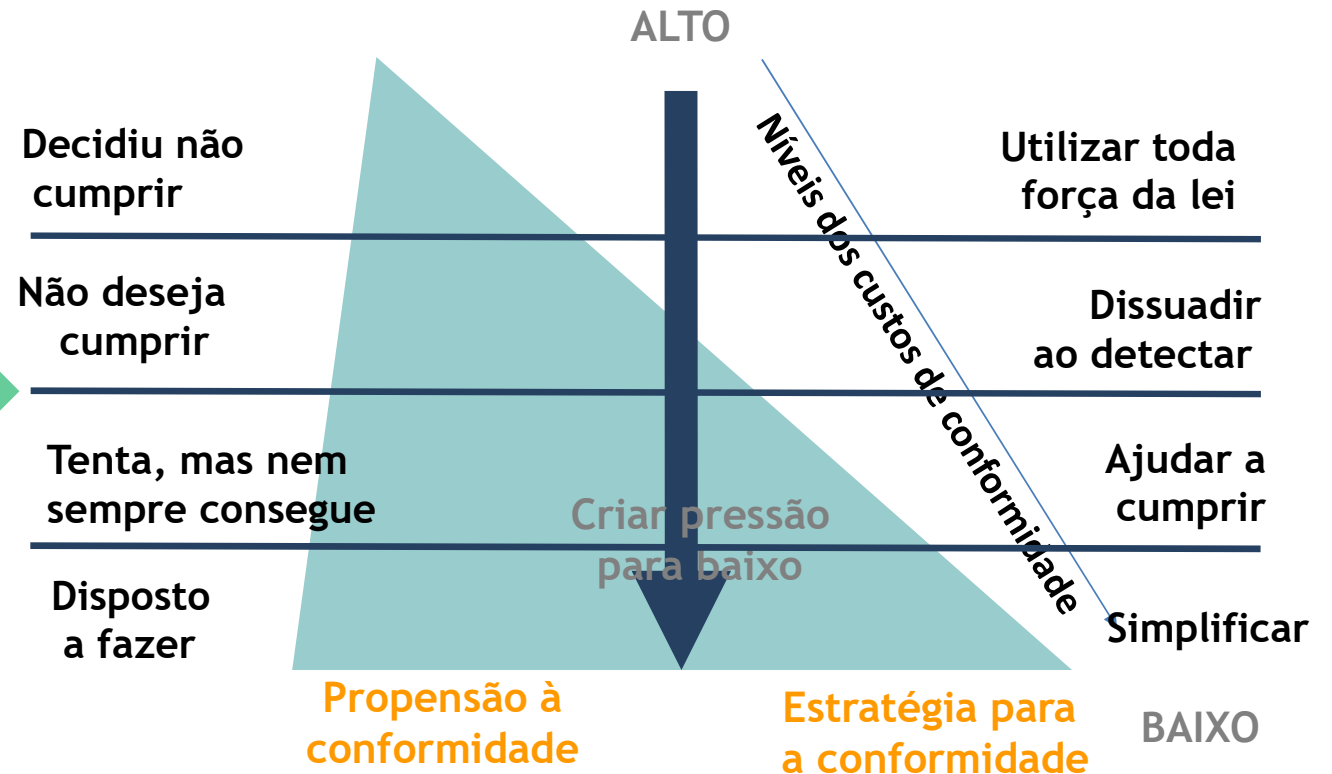 ALTO
Decidiu não
cumprir
Níveis dos custos de conformidade
Utilizar toda
força da lei
Não deseja
cumprir
Dissuadir
ao detectar
Tenta, mas nem
sempre consegue
Criar pressão
para baixo
Ajudar a
cumprir
Disposto
a fazer
Simplificar
Propensão à
conformidade
Estratégia para
a conformidade
BAIXO